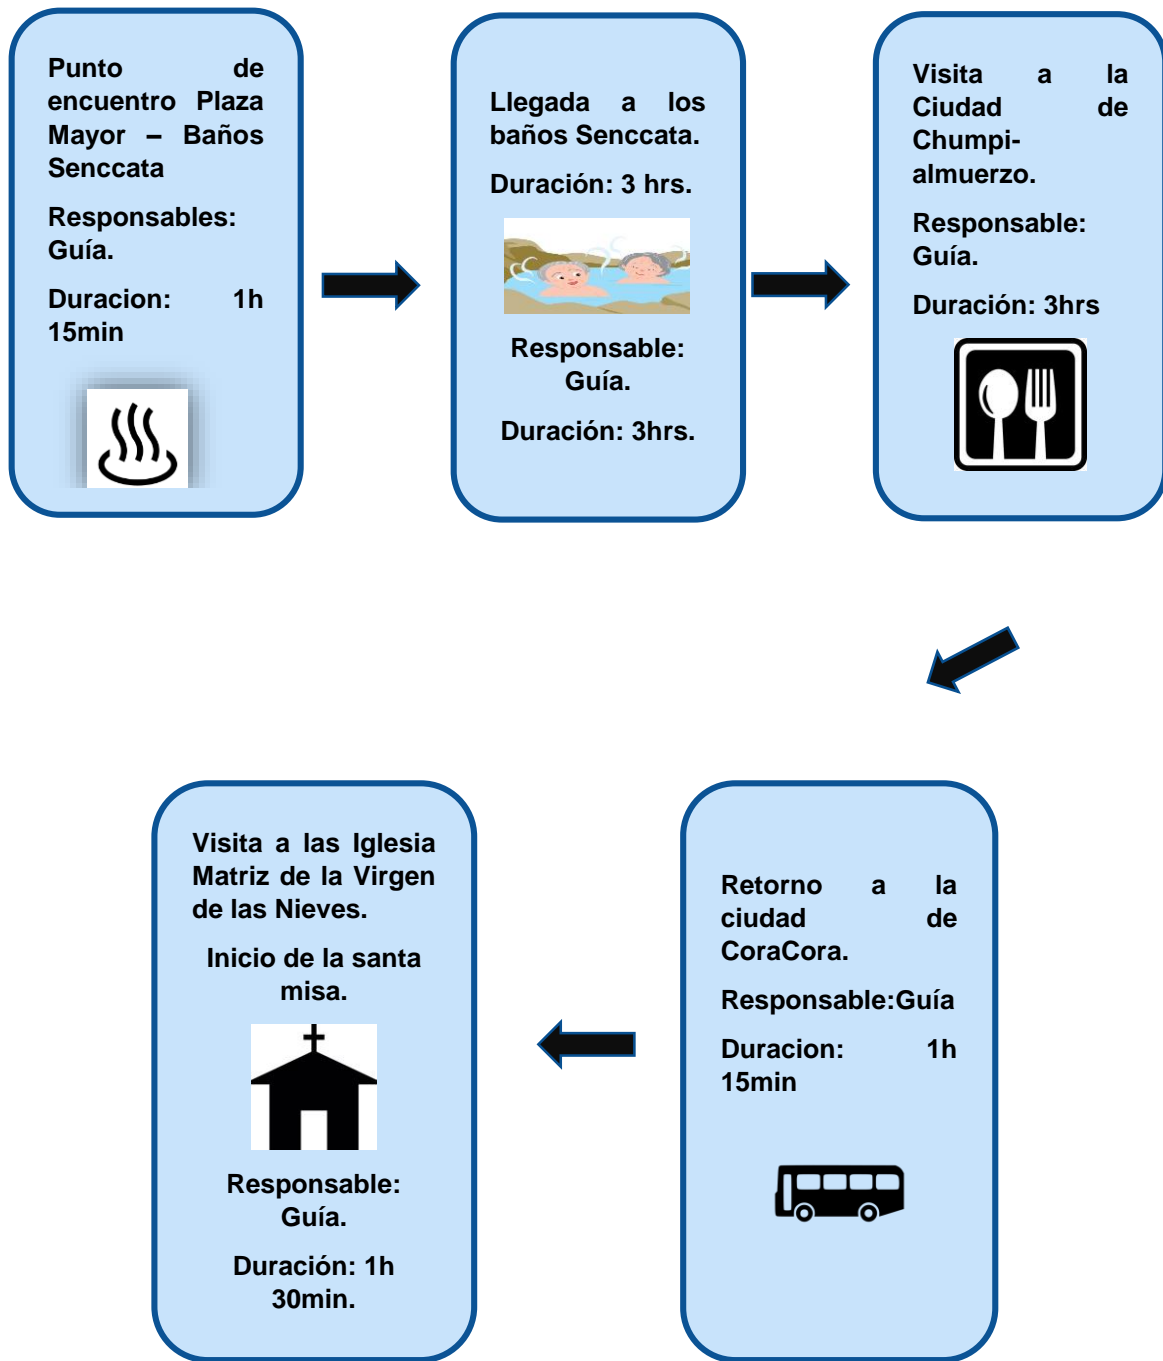 Punto de
encuentro Plaza
Mayor – Baños
Senccata
Responsables:
Guía.
Duracion: 1h
15min
Llegada a los
baños Senccata.
Duración: 3 hrs.
Responsable:
Guía.
Duración: 3hrs.
Visita a la
Ciudad de
Chumpi-
almuerzo.
Responsable:
Guía.
Duración: 3hrs
Retorno a la
ciudad de
CoraCora.
Responsable:Guía
Duracion: 1h
15min
Visita a las Iglesia
Matriz de la Virgen
de las Nieves.
Inicio de la santa
misa.
Responsable:
Guía.
Duración: 1h
30min.